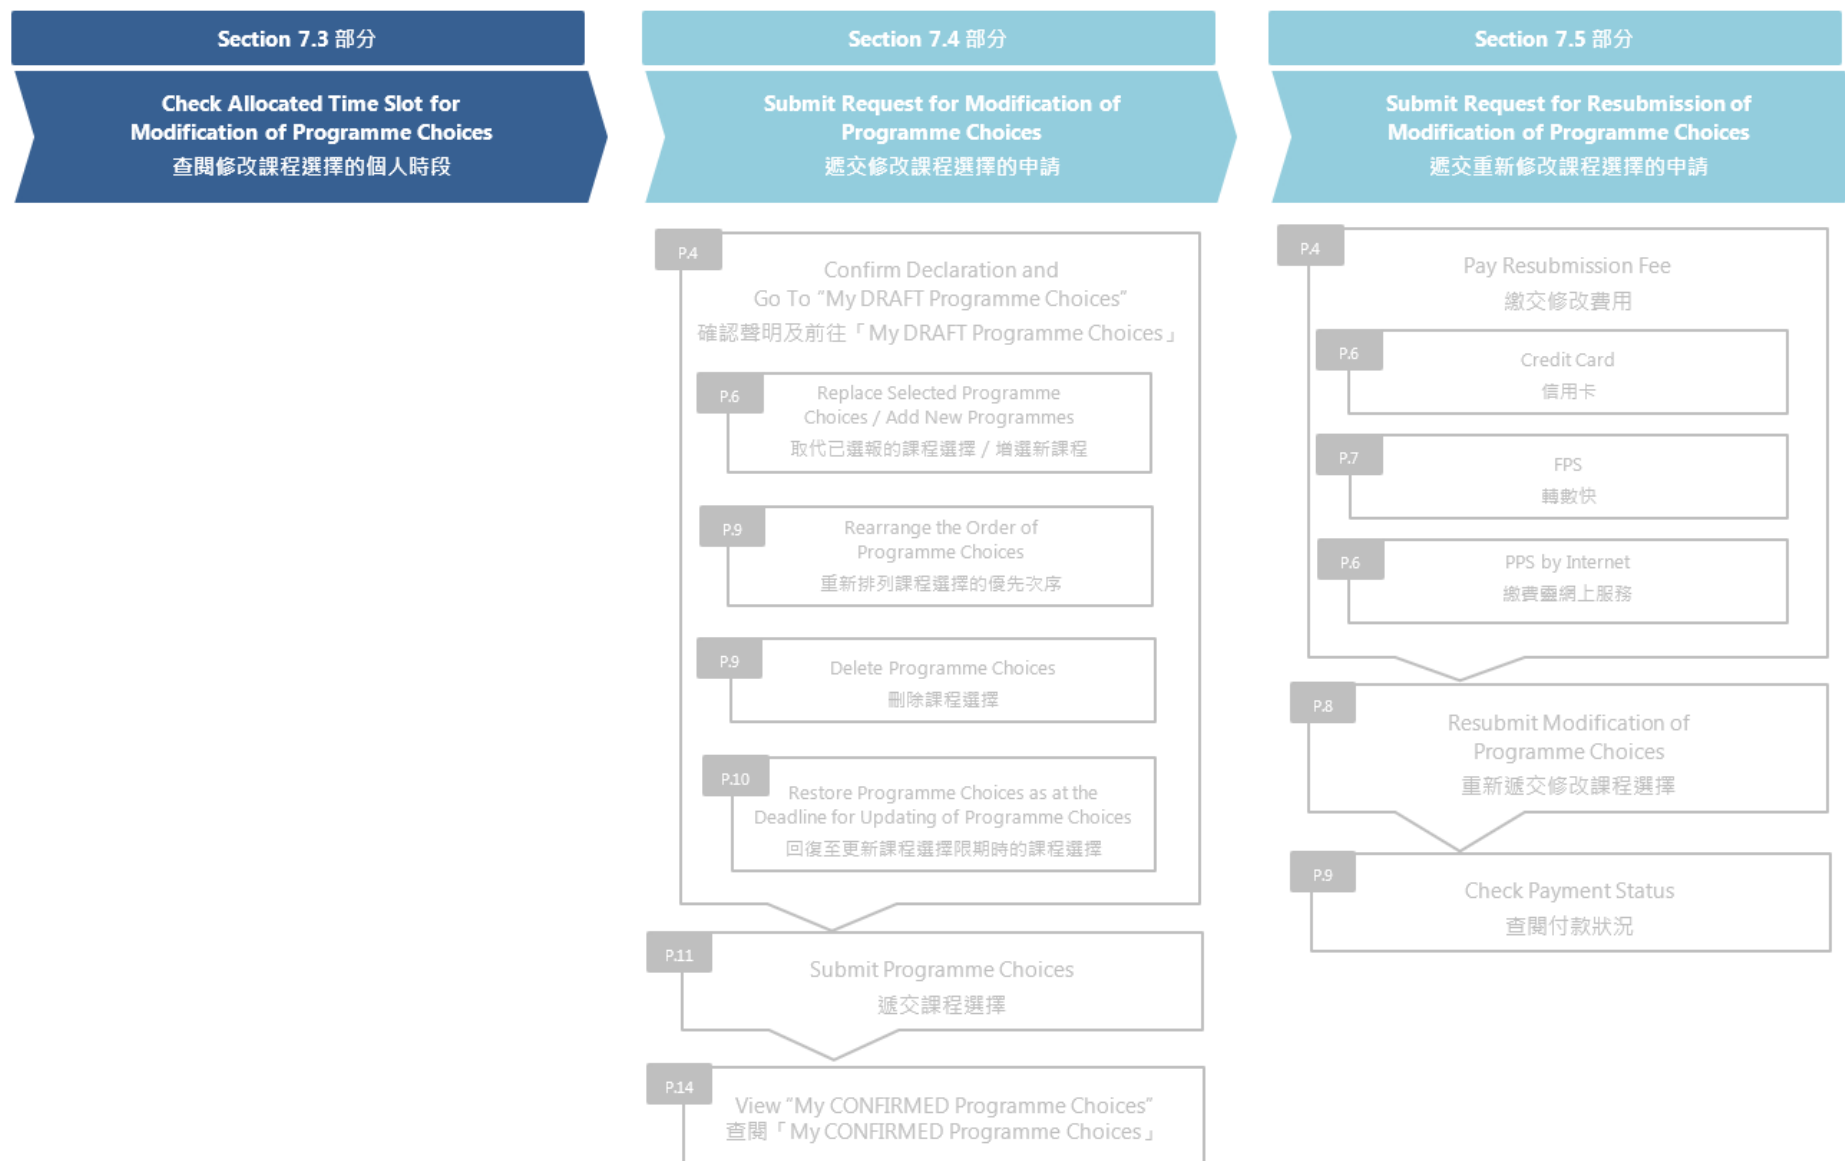 Section 7.3 部分
Check Allocated Time Slot for
Modification of Programme Choices
查閱修改課程選擇的個人時段
Section 7.4 部分
Submit Request for Modification of
Programme Choices
遞交修改課程選擇的申請
P.4
Confirm Declaration and
Go To “My DRAFT Programme Choices”
確認聲明及前往「My DRAFT Programme Choices」
P.6
Replace Selected Programme
Choices / Add New Programmes
取代已選報的課程選擇 / 增選新課程
P.9
Rearrange the Order of
Programme Choices
重新排列課程選擇的優先次序
P.9
Delete Programme Choices
刪除課程選擇
P.10
Restore Programme Choices as at the
Deadline for Updating of Programme Choices
回復至更新課程選擇限期時的課程選擇
P.11
Submit Programme Choices
遞交課程選擇
P.14
View “My CONFIRMED Programme Choices”
查閱「My CONFIRMED Programme Choices」
Section 7.5 部分
Submit Request for Resubmission of
Modification of Programme Choices
遞交重新修改課程選擇的申請
P.4
Pay Resubmission Fee
繳交修改費用
P.6
Credit Card
信用卡
P.7
FPS
轉數快
P.6
PPS by Internet
繳費靈網上服務
P.8
Resubmit Modification of
Programme Choices
重新遞交修改課程選擇
P.9
Check Payment Status
查閱付款狀況